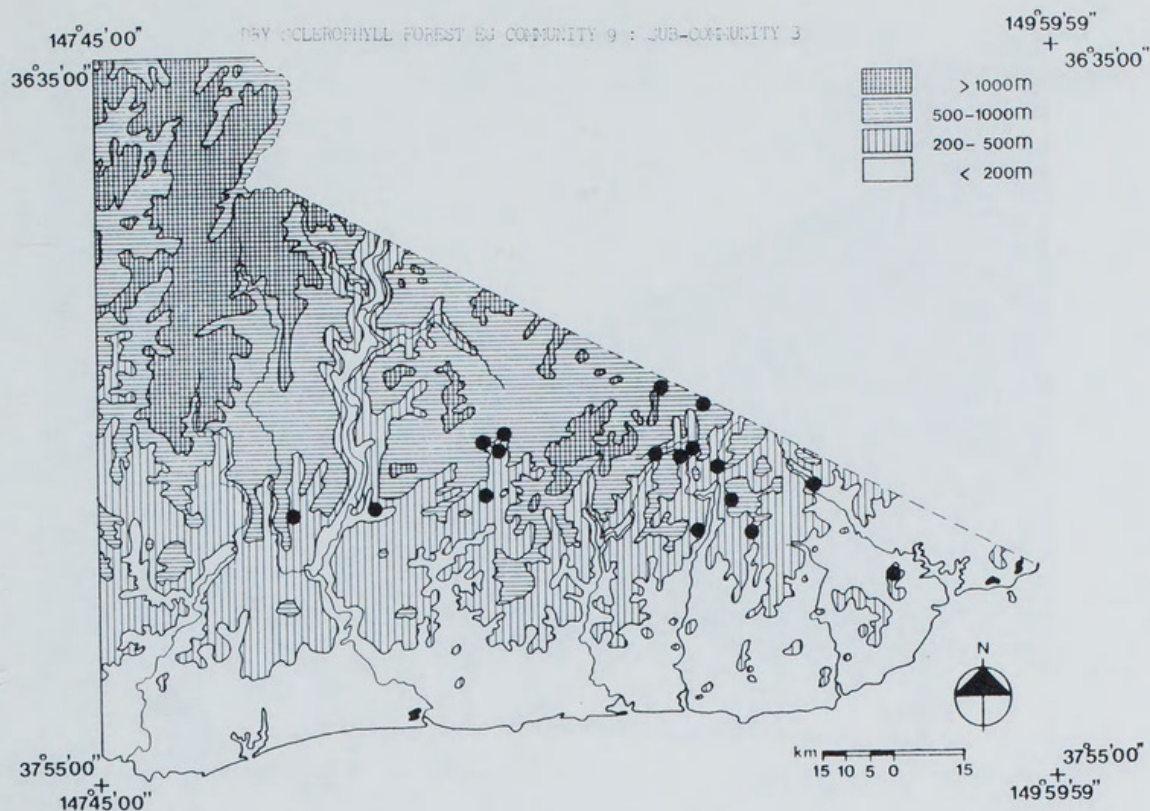 DRY SCLEROPHYLL FOREST EG COMMUNITY 9 : SUB-COMMUNITY 3
147°45'00"
36°35'00"
149°59'59"
36°35'00"
>1000m
500-1000m
200-500m
< 200m
N
km
15 10 5 0 15
37°55'00"
147°45'00"
37°55'00"
149°59'59"